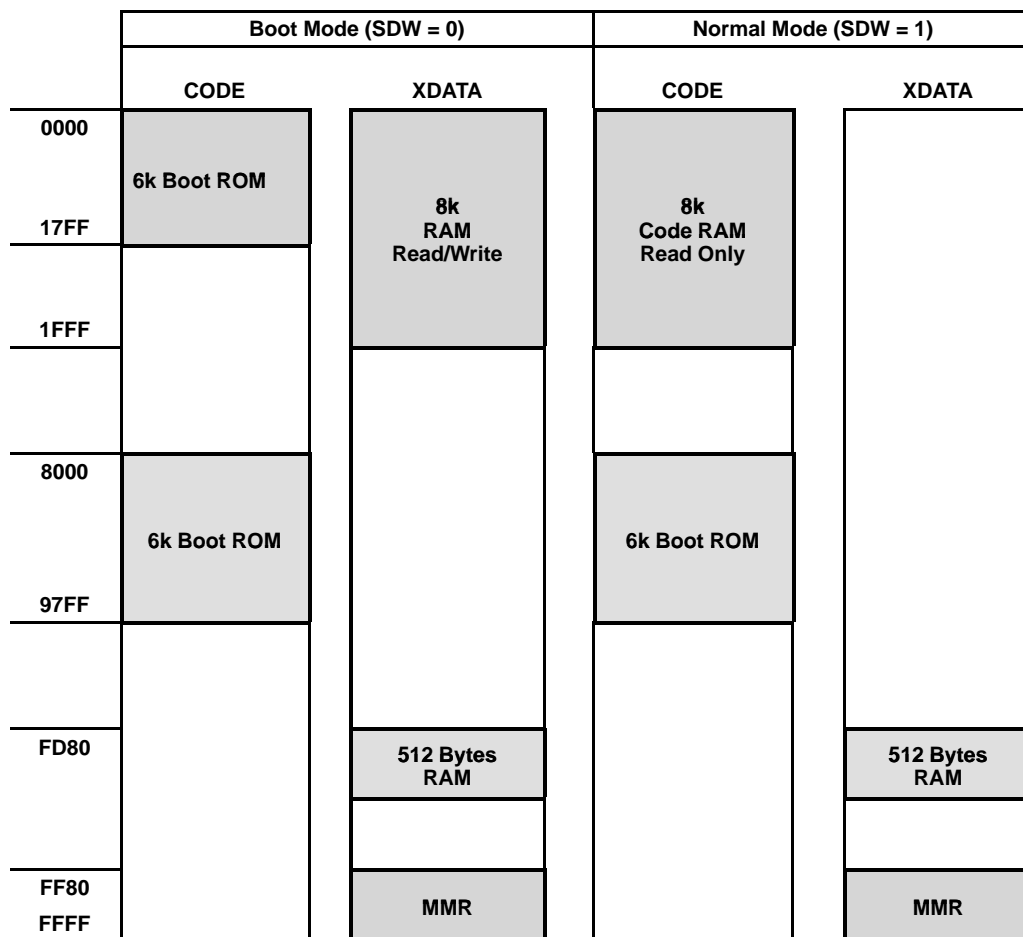 Boot Mode (SDW = 0)
Normal Mode (SDW = 1)
CODE
XDATA
CODE
XDATA
0000
6k Boot ROM
17FF
8k
RAM
Read/Write
8k
Code RAM
Read Only
1FFF
8000
6k Boot ROM
6k Boot ROM
97FF
FD80
512 Bytes
RAM
512 Bytes
RAM
FF80
MMR
MMR
FFFF